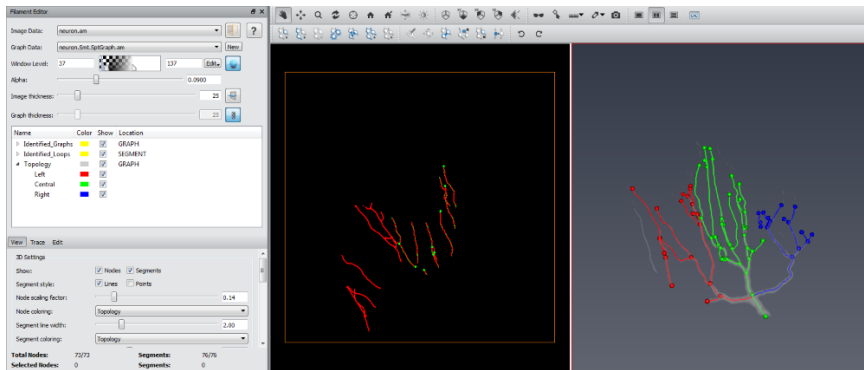 Filament Editor
Image Data: neuron.am
Graph Data: neuron.Smt.SptGraph.am New
Window Level: 37 137 Edit
Alpha: 0.0900
Image thickness: 25
Graph thickness: 25
Name Color Show Location
Identified_Graphs GRAPH
Identified_Loops SEGMENT
Topology GRAPH
Left
Central
Right
View Trace Edit
3D Settings
Show: Nodes Segments
Segment style: Lines Points
Node scaling factor: 0.14
Node coloring: Topology
Segment line width: 2.00
Segment coloring: Topology
Total Nodes: 73/73 Segments: 76/76
Selected Nodes: 0 Segments: 0